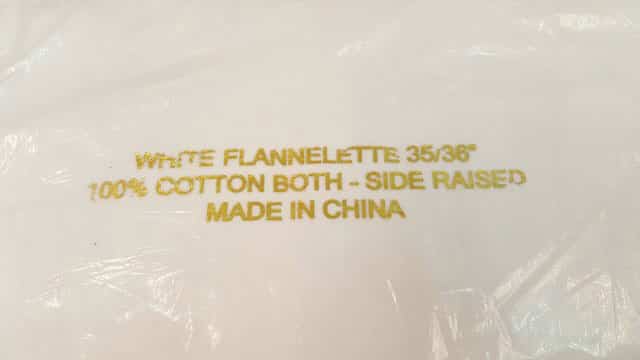 WHITE FLANNELETTE 35/36"
100% COTTON BOTH - SIDE RAISED
MADE IN CHINA